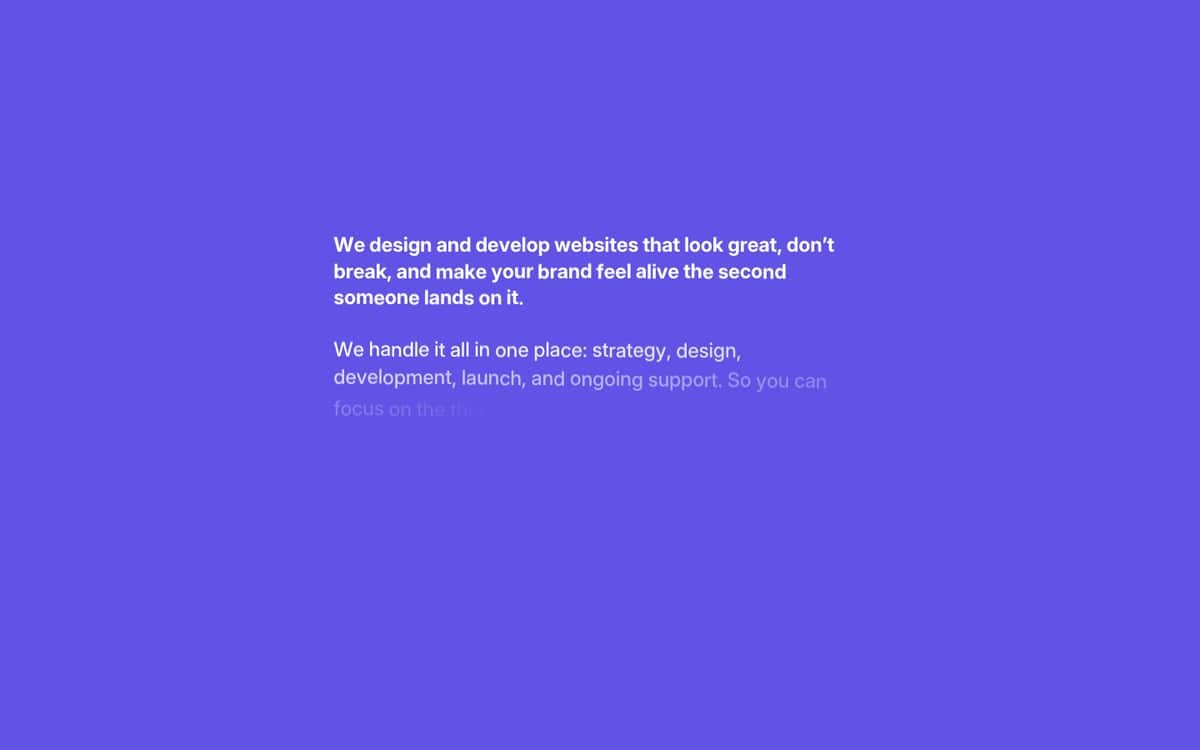 We design and develop websites that look great, don’t
break, and make your brand feel alive the second
someone lands on it.
We handle it all in one place: strategy, design,
development, launch, and ongoing support. So you can
focus on the